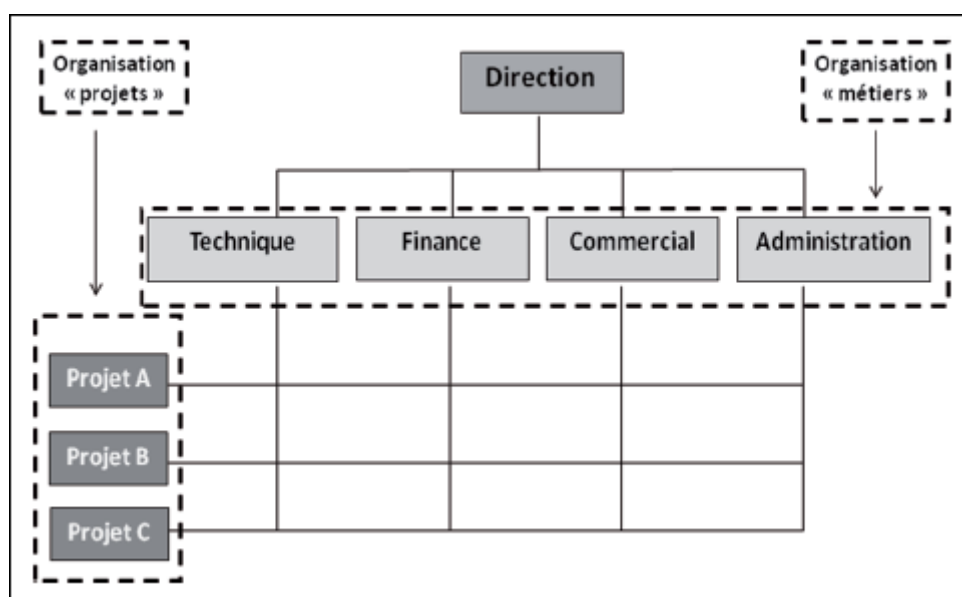 Organisation
« projets »
Direction
Organisation
« métiers »
Technique
Finance
Commercial
Administration
Projet A
Projet B
Projet C